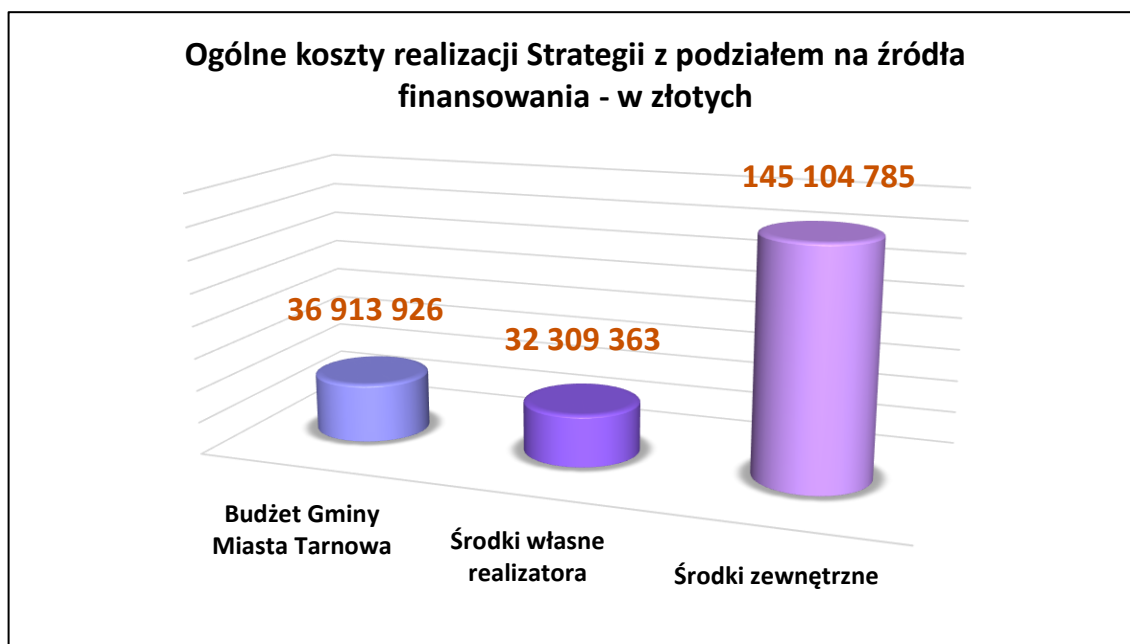 Ogólne koszty realizacji Strategii z podziałem na źródła
finansowania - w złotych
145 104 785
36 913 926
32 309 363
Budżet Gminy
Miasta Tarnowa
Środki własne
realizatora
Środki zewnętrzne